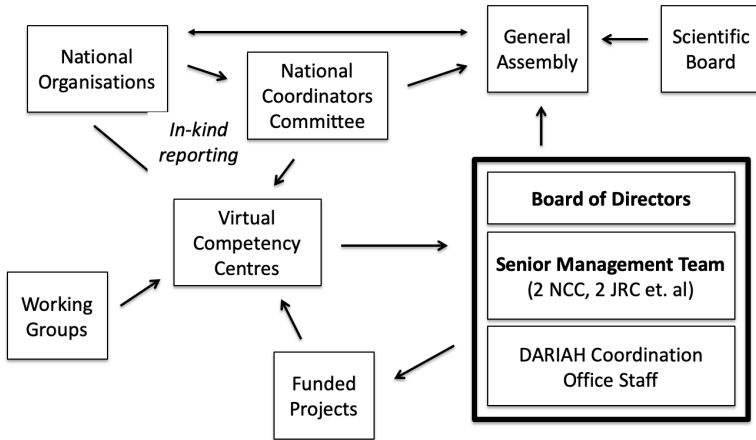 National
Organisations
National
Coordinators
Committee
General
Assembly
Scientific
Board
In-kind
reporting
Virtual
Competency
Centres
Board of Directors
Senior Management Team
(2 NCC, 2 JRC et. al)
DARIAH Coordination
Office Staff
Working
Groups
Funded
Projects